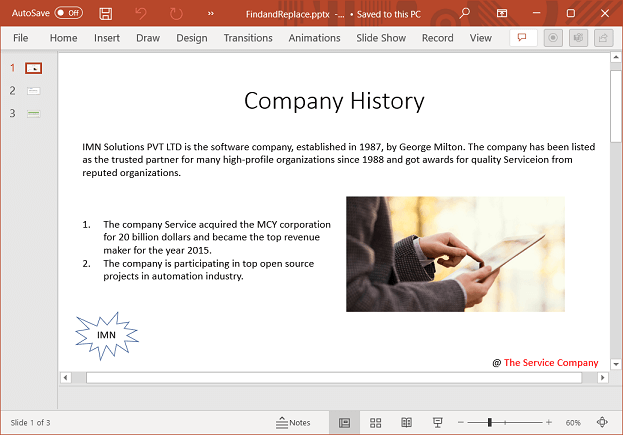 AutoSave Off FindandReplace.pptx -... • Saved to this PC
File Home Insert Draw Design Transitions Animations Slide Show Record View
1
2
3
Company History
IMN Solutions PVT LTD is the software company, established in 1987, by George Milton. The company has been listed
as the trusted partner for many high-profile organizations since 1988 and got awards for quality Serviceion from
reputed organizations.
1. The company Service acquired the MCY corporation
for 20 billion dollars and became the top revenue
maker for the year 2015.
2. The company is participating in top open source
projects in automation industry.
IMN
@ The Service Company
Slide 1 of 3 Notes 60%